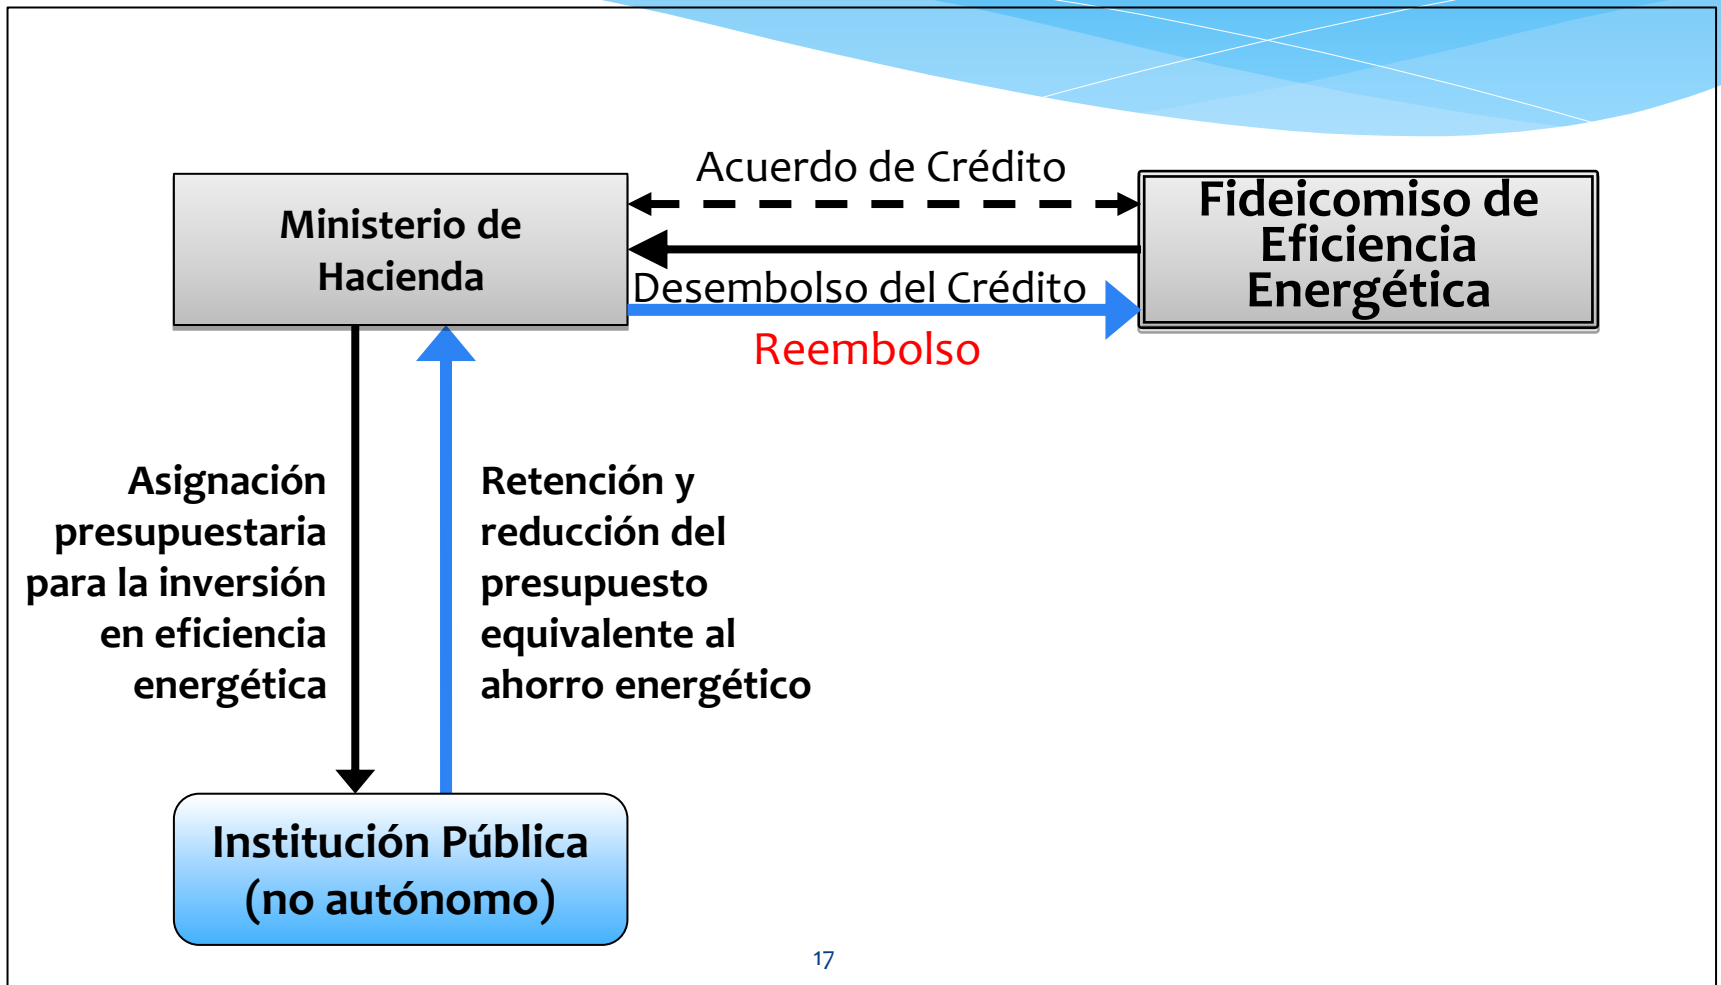 Acuerdo de Crédito
Ministerio de
Hacienda
Fideicomiso de
Eficiencia
Energética
Desembolso del Crédito
Reembolso
Asignación
presupuestaria
para la inversión
en eficiencia
energética
Retención y
reducción del
presupuesto
equivalente al
ahorro energético
Institución Pública
(no autónomo)
17